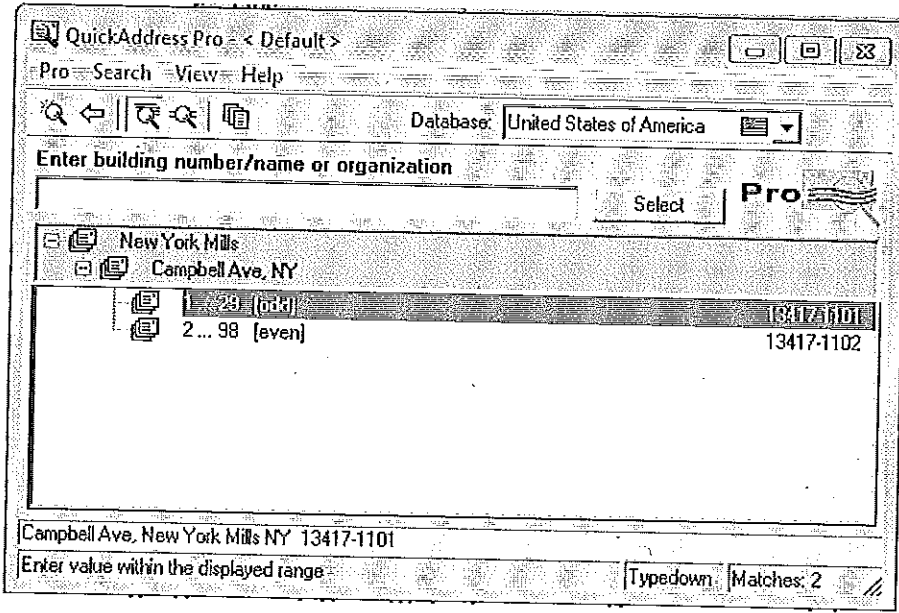 QuickAddress Pro - < Default >
Pro Search View Help
Database: United States of America
Enter building number/name or organization
Select
Pro
New York Mills
Campbell Ave, NY
1 ... 29 [odd] 13417-1101
2 ... 98 [even] 13417-1102
Campbell Ave, New York Mills NY 13417-1101
Enter value within the displayed range
Typedown Matches: 2